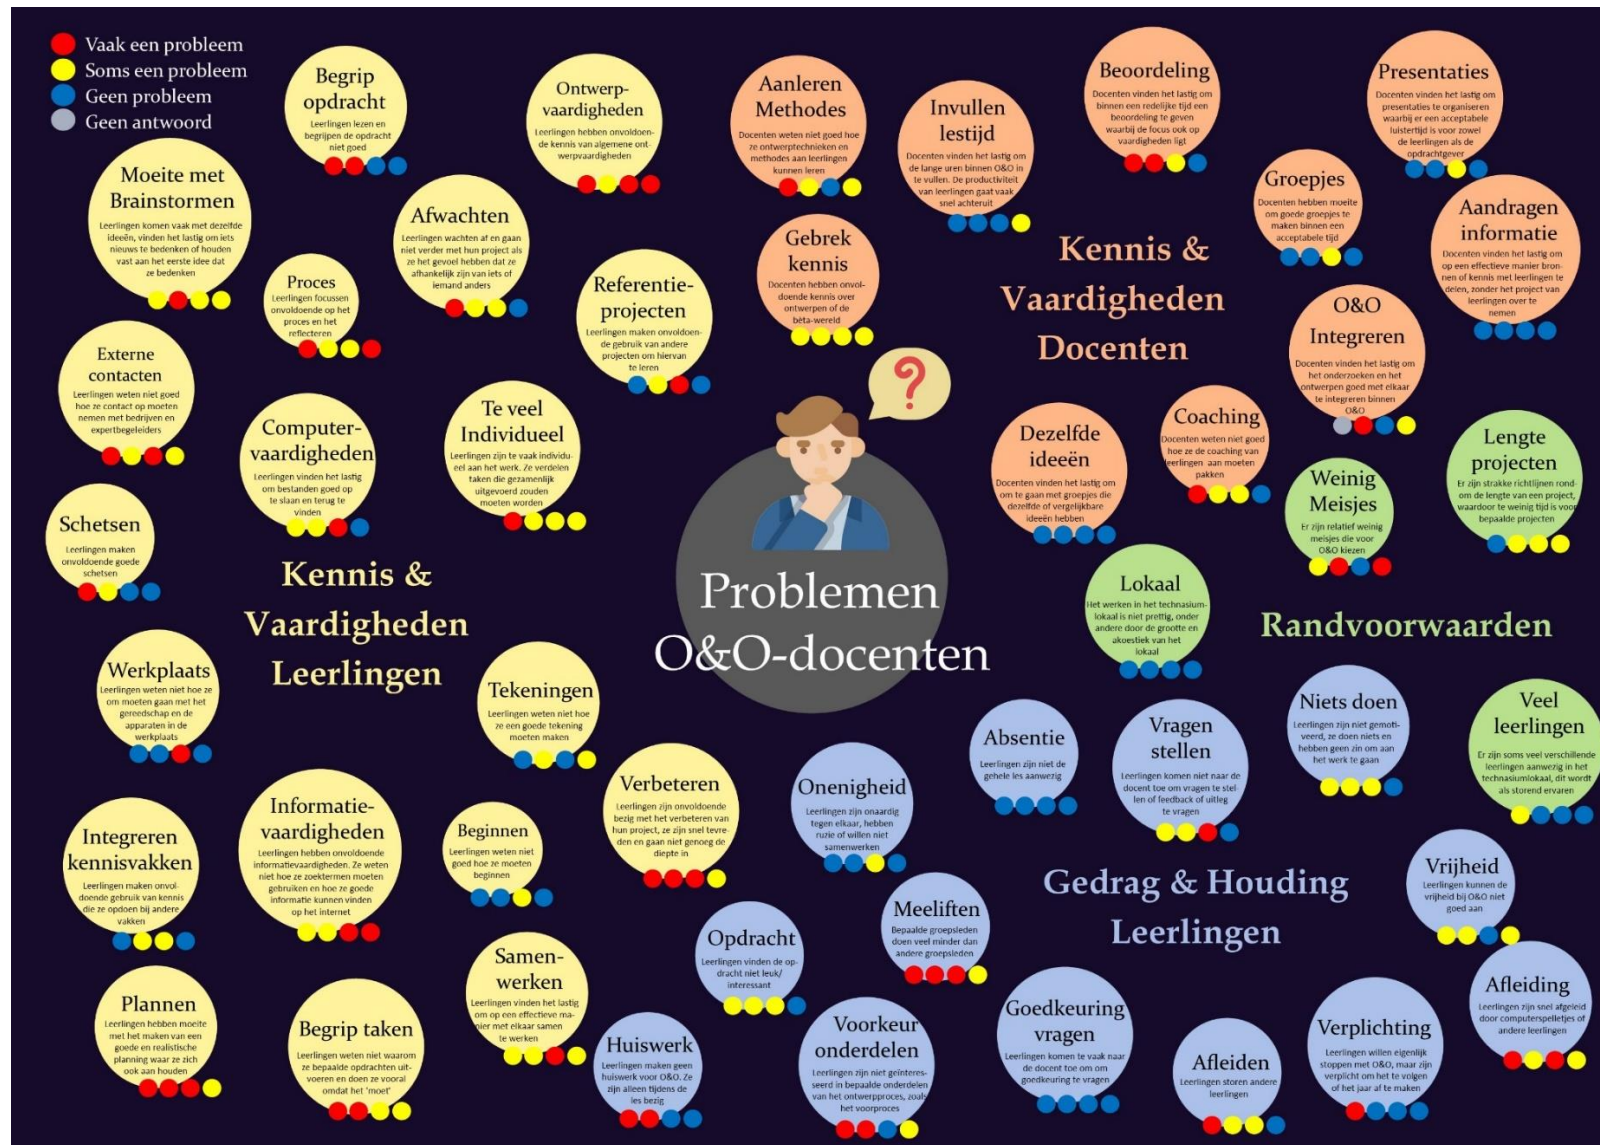 Vaak een probleem
Soms een probleem
Geen probleem
Geen antwoord
Begrip
opdracht
Leerlingen lezen en
begrijpen de opdracht
niet goed
Ontwerp-
vaardigheden
Leerlingen hebben onvoldoen-
de kennis van algemene ont-
werpvaardigheden
Moeite met
Brainstormen
Leerlingen komen vaak met dezelfde
ideeën, vinden het lastig om iets
nieuws te bedenken of houden
vast aan het eerste idee dat
ze bedenken
Afwachten
Leerlingen wachten af en gaan
niet verder met hun project als
ze het gevoel hebben dat ze
afhankelijk zijn van iets of
iemand anders
Proces
Leerlingen focussen
onvoldoende op het
proces en het
reflecteren
Referentie-
projecten
Leerlingen maken onvoldoen-
de gebruik van andere
projecten om hiervan
te leren
Externe
contacten
Leerlingen weten niet goed
hoe ze contact op moeten
nemen met bedrijven en
expertbegeleiders
Computer-
vaardigheden
Leerlingen vinden het lastig
om bestanden goed op
te slaan en terug te
vinden
Te veel
Individueel
Leerlingen zijn te vaak individu-
eel aan het werk. Ze verdelen
taken die gezamenlijk
uitgevoerd zouden
moeten worden
Schetsen
Leerlingen maken
onvoldoende goede
schetsen
Kennis &
Vaardigheden
Leerlingen
Werkplaats
Leerlingen weten niet hoe ze
om moeten gaan met het
gereedschap en de
apparaten in de
werkplaats
Tekeningen
Leerlingen weten niet hoe
ze een goede tekening
moeten maken
Integreren
kennisvakken
Leerlingen maken onvol-
doende gebruik van kennis
die ze opdoen bij andere
vakken
Informatie-
vaardigheden
Leerlingen hebben onvoldoende
informatievaardigheden. Ze weten
niet hoe ze zoektermen moeten
gebruiken en hoe ze goede
informatie kunnen vinden
op het internet
Beginnen
Leerlingen weten niet
goed hoe ze moeten
beginnen
Verbeteren
Leerlingen zijn onvoldoende
bezig met het verbeteren van
hun project, ze zijn snel tevre-
den en gaan niet genoeg de
diepte in
Plannen
Leerlingen hebben moeite
met het maken van een
goede en realistische
planning waar ze zich
ook aan houden
Begrip taken
Leerlingen weten niet waarom
ze bepaalde opdrachten uit-
voeren en doen ze vooral
omdat het 'moet'
Samen-
werken
Leerlingen vinden het lastig
om op een effectieve ma-
nier met elkaar samen
te werken
Aanleren
Methodes
Docenten weten niet goed hoe
ze ontwerptechnieken en
methodes aan leerlingen
kunnen leren
Invullen
lestijd
Docenten vinden het lastig om
de lange uren binnen O&O in
te vullen. De productiviteit
van leerlingen gaat vaak
snel achteruit
Beoordeling
Docenten vinden het lastig om
binnen een redelijke tijd een
beoordeling te geven
waarbij de focus ook op
vaardigheden ligt
Presentaties
Docenten vinden het lastig om
presentaties te organiseren
waarbij er een acceptabele
luistertijd is voor zowel
de leerlingen als de
opdrachtgever
Gebrek
kennis
Docenten hebben onvol-
doende kennis over
ontwerpen of de
bèta-wereld
Groepjes
Docenten hebben moeite
om goede groepjes te
maken binnen een
acceptabele tijd
Aandragen
informatie
Docenten vinden het lastig om
op een effectieve manier bron-
nen of kennis met leerlingen te
delen, zonder het project van
leerlingen over te
nemen
Kennis &
Vaardigheden
Docenten
O&O
Integreren
Docenten vinden het lastig om
het onderzoeken en het
ontwerpen goed met elkaar
te integreren binnen
O&O
Dezelfde
ideeën
Docenten vinden het lastig om
om te gaan met groepjes die
dezelfde of vergelijkbare
ideeën hebben
Coaching
Docenten weten niet goed
hoe ze de coaching van
leerlingen aan moeten
pakken
?
Problemen
O&O-docenten
Weinig
Meisjes
Er zijn relatief weinig
meisjes die voor
O&O kiezen
Lengte
projecten
Er zijn strakke richtlijnen rond-
om de lengte van een project,
waardoor te weinig tijd is voor
bepaalde projecten
Lokaal
Het werken in het technasium-
lokaal is niet prettig, onder
andere door de grootte en
akoestiek van het
lokaal
Randvoorwaarden
Veel
leerlingen
Er zijn soms veel verschillende
leerlingen aanwezig in het
technasiumlokaal, dit wordt
als storend ervaren
Absentie
Leerlingen zijn niet de
gehele les aanwezig
Vragen
stellen
Leerlingen komen niet naar de
docent toe om vragen te stel-
len of feedback of uitleg
te vragen
Niets doen
Leerlingen zijn niet gemoti-
veerd, ze doen niets en
hebben geen zin om aan
het werk te gaan
Onenigheid
Leerlingen zijn onaardig
tegen elkaar, hebben
ruzie of willen niet
samenwerken
Meeliften
Bepaalde groepsleden
doen veel minder dan
andere groepsleden
Gedrag & Houding
Leerlingen
Vrijheid
Leerlingen kunnen de
vrijheid bij O&O niet
goed aan
Opdracht
Leerlingen vinden de op-
dracht niet leuk/
interessant
Huiswerk
Leerlingen maken geen
huiswerk voor O&O. Ze
zijn alleen tijdens de
les bezig
Voorkeur
onderdelen
Leerlingen zijn niet geïnteres-
seerd in bepaalde onderdelen
van het ontwerpproces, zoals
het voorproces
Goedkeuring
vragen
Leerlingen komen te vaak naar
de docent toe om om
goedkeuring te vragen
Afleiden
Leerlingen storen andere
leerlingen
Verplichting
Leerlingen willen eigenlijk
stoppen met O&O, maar zijn
verplicht om het te volgen
of het jaar af te maken
Afleiding
Leerlingen zijn snel afgeleid
door computerspelletjes of
andere leerlingen